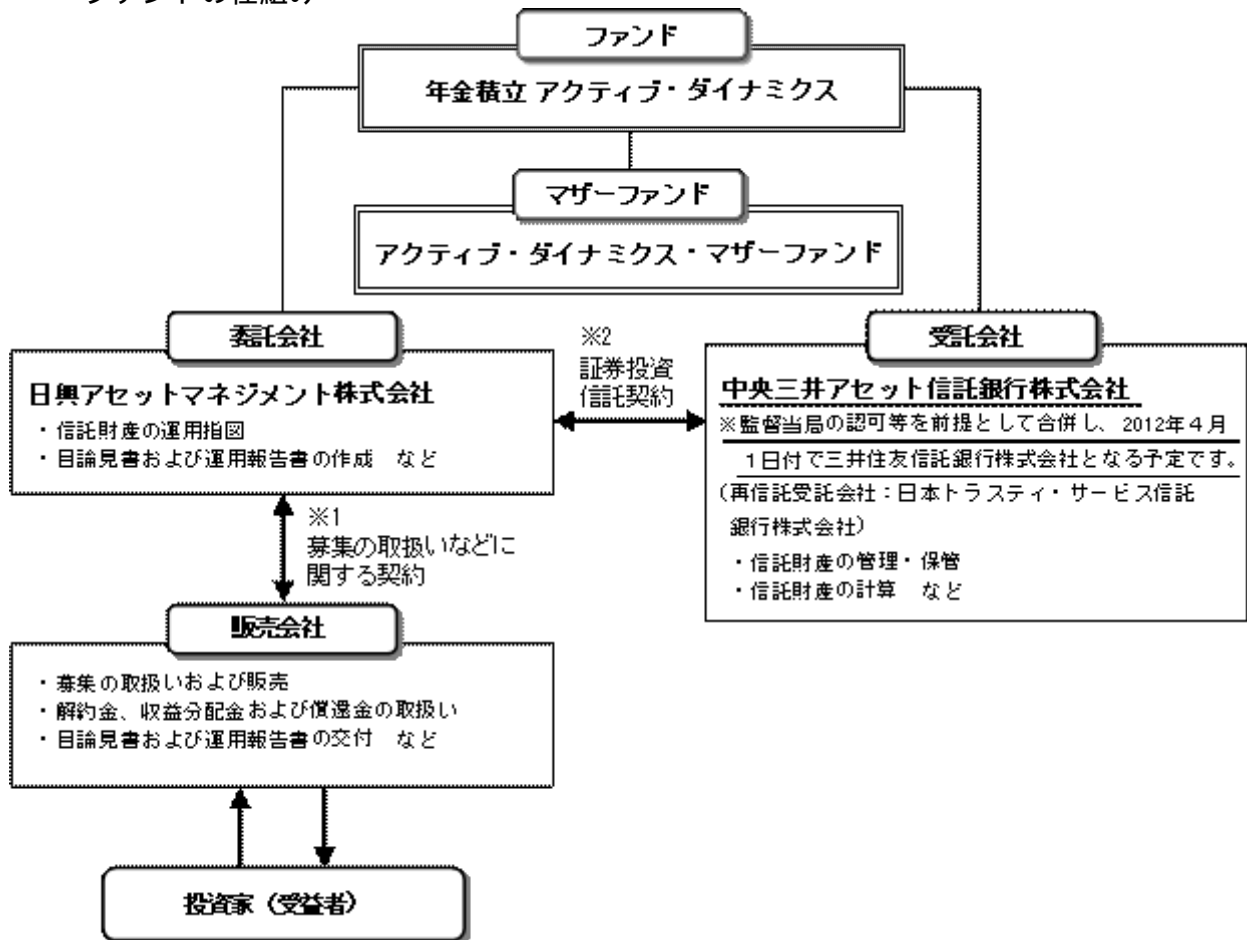 ファンドの仕組み
ファンド
年金積立 アクティブ・ダイナミクス
マザーファンド
アクティブ・ダイナミクス・マザーファンド
委託会社
日興アセットマネジメント株式会社
・信託財産の運用指図
・目論見書および運用報告書の作成 など
※2
証券投資
信託契約
受託会社
中央三井アセット信託銀行株式会社
※監督当局の認可等を前提として合併し、2012年4月
1日付で三井住友信託銀行株式会社となる予定です。
(再信託受託会社：日本トラスティ・サービス信託
銀行株式会社)
・信託財産の管理・保管
・信託財産の計算 など
※1
募集の取扱いなどに
関する契約
販売会社
・募集の取扱いおよび販売
・解約金、収益分配金および償還金の取扱い
・目論見書および運用報告書の交付 など
投資家（受益者）